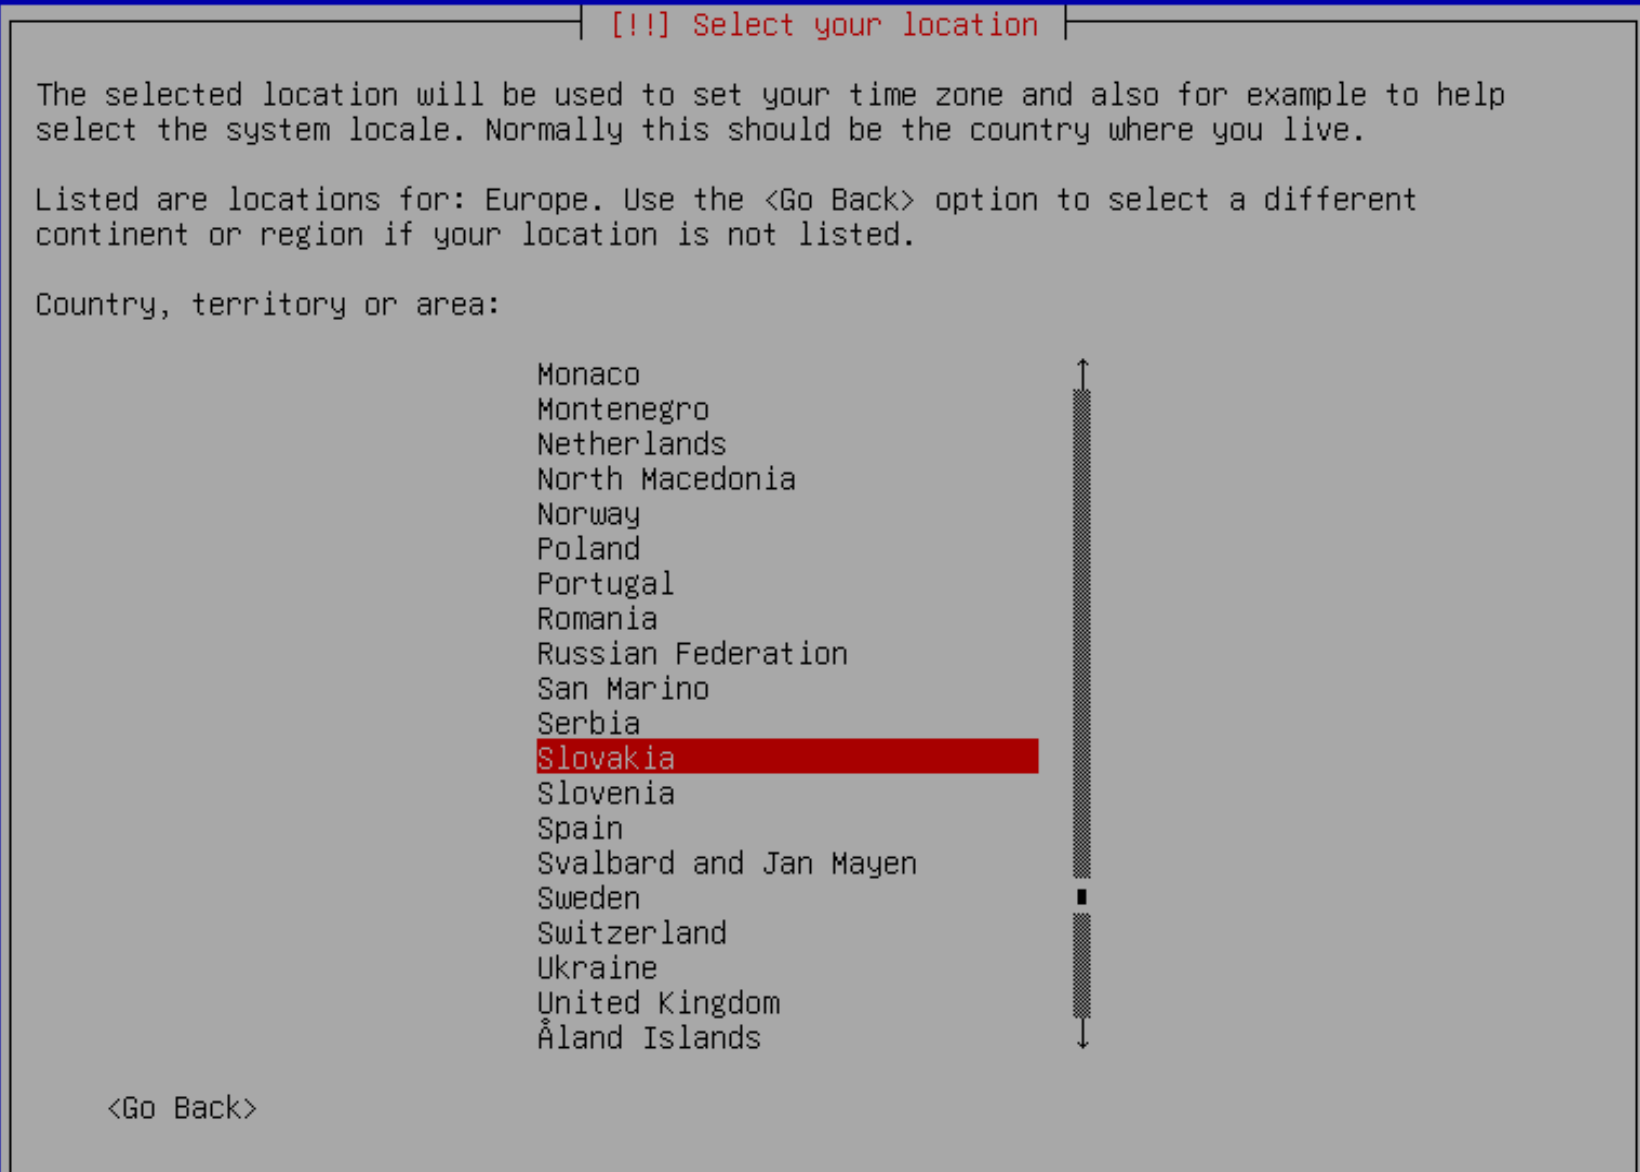 [!!] Select your location
The selected location will be used to set your time zone and also for example to help
select the system locale. Normally this should be the country where you live.
Listed are locations for: Europe. Use the <Go Back> option to select a different
continent or region if your location is not listed.
Country, territory or area:
Monaco
Montenegro
Netherlands
North Macedonia
Norway
Poland
Portugal
Romania
Russian Federation
San Marino
Serbia
Slovakia
Slovenia
Spain
Svalbard and Jan Mayen
Sweden
Switzerland
Ukraine
United Kingdom
Åland Islands
<Go Back>